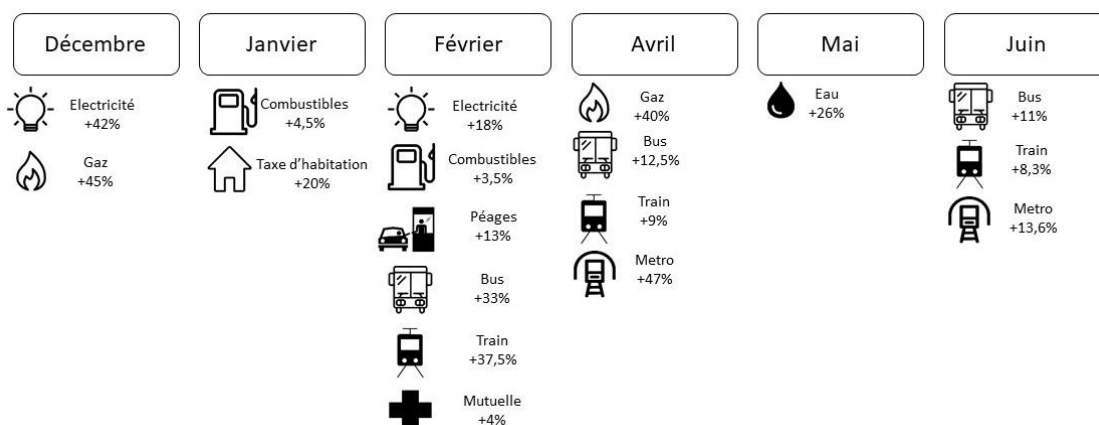 Décembre
Electricité
+42%
Gaz
+45%
Janvier
Combustibles
+4,5%
Taxe d'habitation
+20%
Février
Electricité
+18%
Combustibles
+3,5%
Péages
+13%
Bus
+33%
Train
+37,5%
Mutuelle
+4%
Avril
Gaz
+40%
Bus
+12,5%
Train
+9%
Metro
+47%
Mai
Eau
+26%
Juin
Bus
+11%
Train
+8,3%
Metro
+13,6%